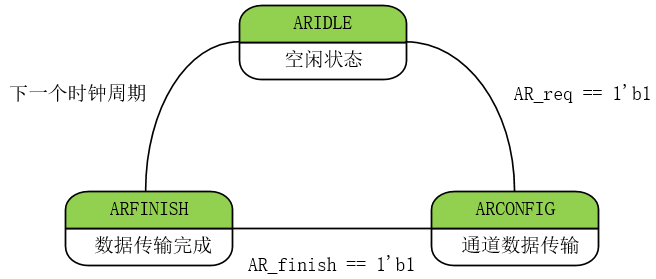 ARIDLE
空闲状态
下一个时钟周期
AR_req == 1'b1
ARFINISH
数据传输完成
ARCONFIG
通道数据传输
AR_finish == 1'b1